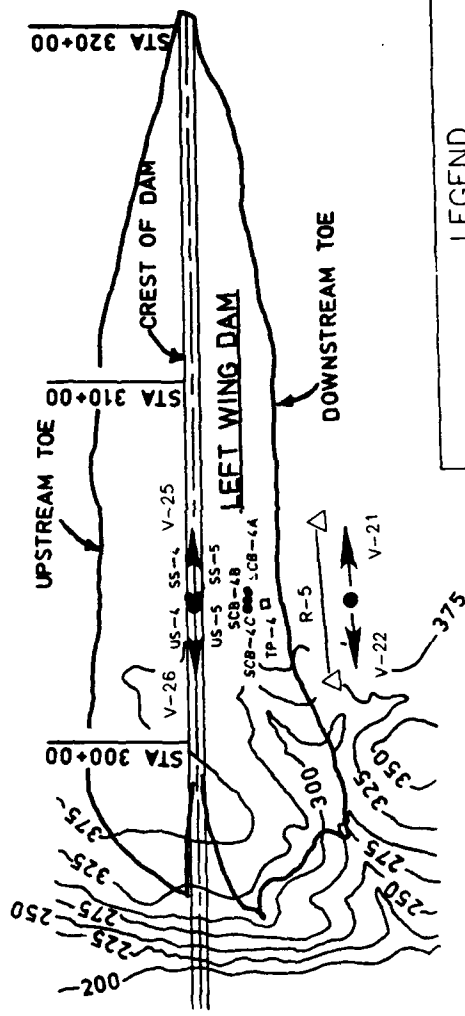 STA 320+00
LEGEND
CREST OF DAM
STA 310+00
UPSTREAM TOE
LEFT WING DAM
DOWNSTREAM TOE
V-25
US-4 SS-4
US-5 SS-5
SCB-4B
SCB-4C SCB-4A
TP-4
V-26
R-5
V-21
V-22
STA 300+00
375
375
325
300
350
325
275
250
275
250
225
200